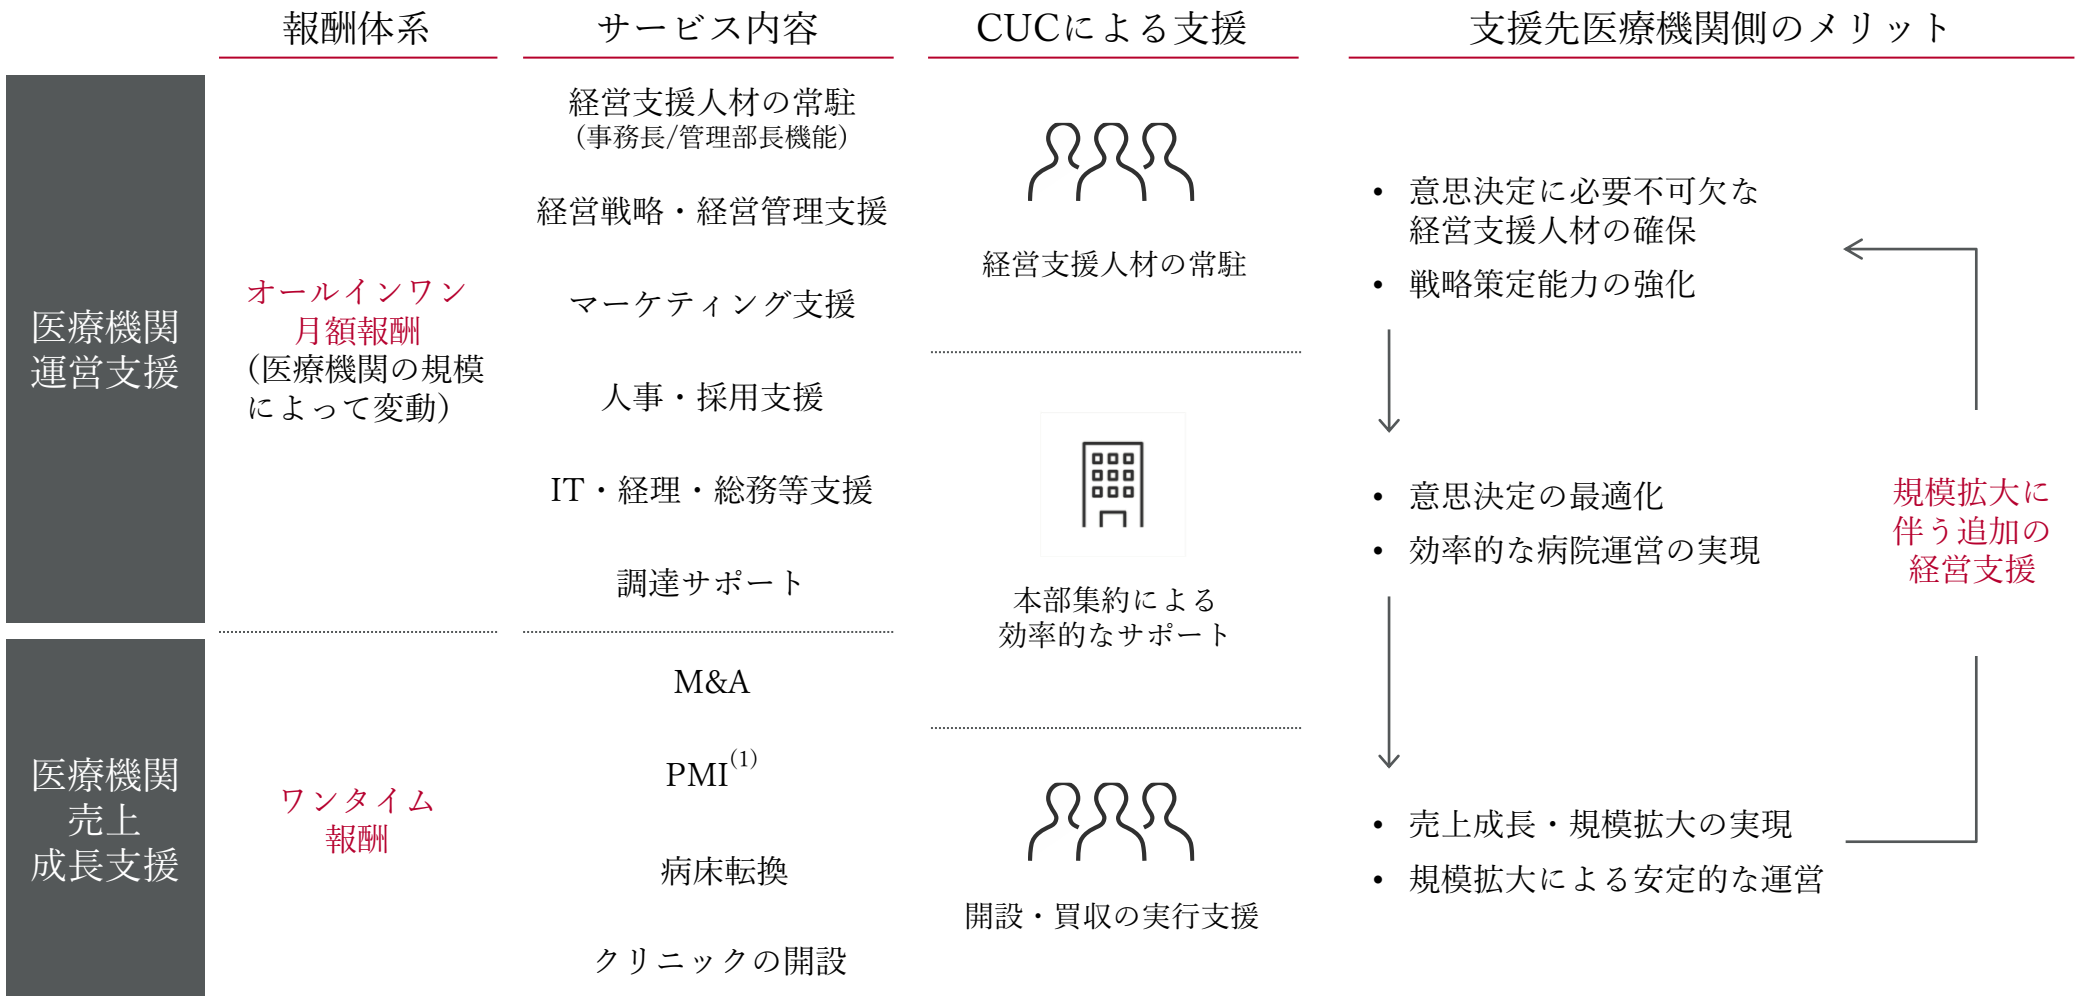 報酬体系
サービス内容
CUCによる支援
支援先医療機関側のメリット
医療機関
運営支援
オールインワン
月額報酬
(医療機関の規模
によって変動)
経営支援人材の常駐
(事務長/管理部長機能)
経営戦略・経営管理支援
マーケティング支援
人事・採用支援
IT・経理・総務等支援
調達サポート
経営支援人材の常駐
本部集約による
効率的なサポート
• 意思決定に必要不可欠な
経営支援人材の確保
• 戦略策定能力の強化
• 意思決定の最適化
• 効率的な病院運営の実現
規模拡大に
伴う追加の
経営支援
医療機関
売上
成長支援
ワンタイム
報酬
M&A
PMI(1)
病床転換
クリニックの開設
開設・買収の実行支援
• 売上成長・規模拡大の実現
• 規模拡大による安定的な運営